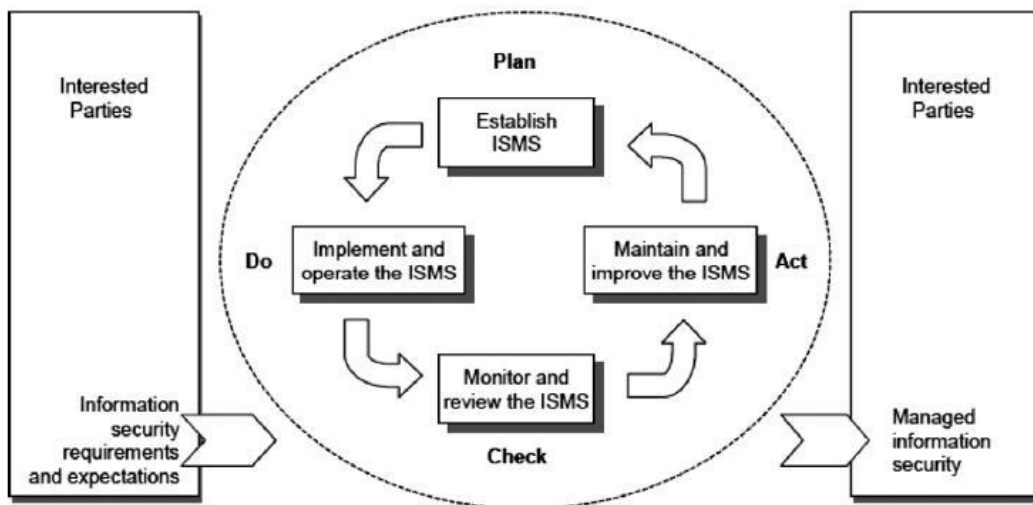 Interested
Parties
Information
security
requirements
and expectations
Plan
Establish
ISMS
Do
Implement and
operate the ISMS
Maintain and
improve the ISMS
Act
Monitor and
review the ISMS
Check
Interested
Parties
Managed
information
security